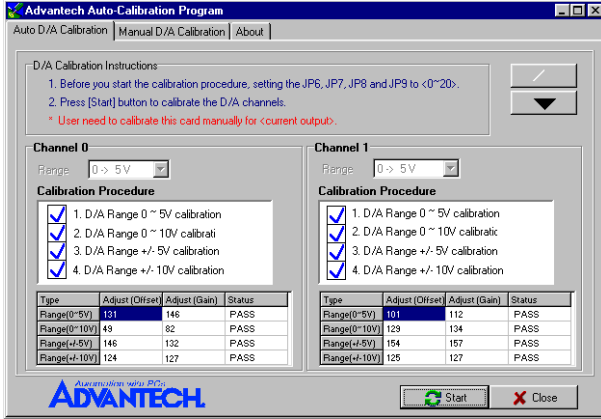 Advantech Auto-Calibration Program
Auto D/A Calibration Manual D/A Calibration About
D/A Calibration Instructions
1. Before you start the calibration procedure, setting the JP6, JP7, JP8 and JP9 to <0~20>.
2. Press [Start] button to calibrate the D/A channels.
* User need to calibrate this card manually for <current output>.
Channel 0
Range 0 -> 5 V
Calibration Procedure
1. D/A Range 0 ~ 5V calibration
2. D/A Range 0 ~ 10V calibrati
3. D/A Range +/- 5V calibration
4. D/A Range +/- 10V calibration
Type Adjust (Offset) Adjust (Gain) Status
Range(0~5V) 131 146 PASS
Range(0~10V) 49 82 PASS
Range(+/-5V) 146 132 PASS
Range(+/-10V) 124 127 PASS
Channel 1
Range 0 -> 5 V
Calibration Procedure
1. D/A Range 0 ~ 5V calibration
2. D/A Range 0 ~ 10V calibratic
3. D/A Range +/- 5V calibration
4. D/A Range +/- 10V calibration
Type Adjust (Offset) Adjust (Gain) Status
Range(0~5V) 101 112 PASS
Range(0~10V) 129 134 PASS
Range(+/-5V) 154 157 PASS
Range(+/-10V) 125 127 PASS
Automation with PCs
ADVANTECH.
Start Close